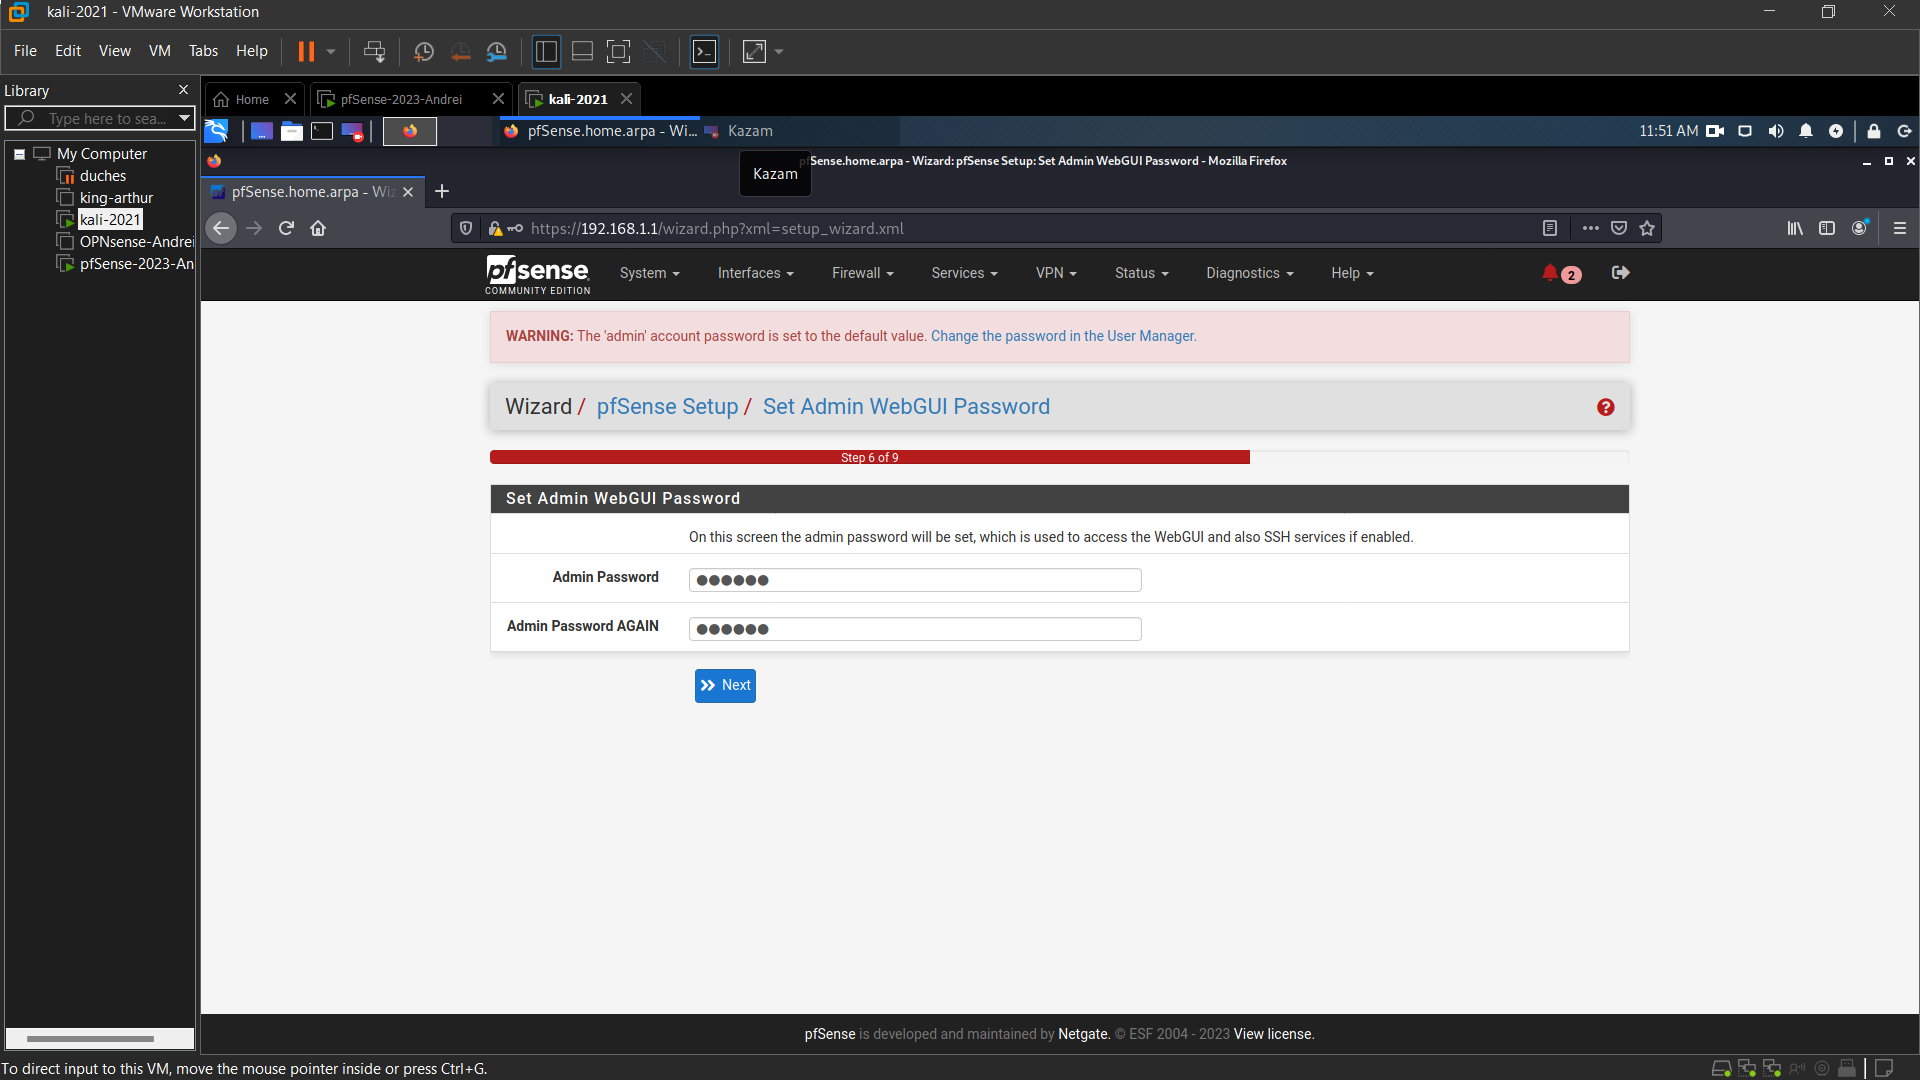 kali-2021 - VMware Workstation
File Edit View VM Tabs Help
Library
Type here to sea...
My Computer
duches
king-arthur
kali-2021
OPNsense-Andrei
pfSense-2023-An
Home pfSense-2023-Andrei kali-2021
pfSense.home.arpa - Wi... Kazam 11:51 AM
pfSense.home.arpa - Wizard: pfSense Setup: Set Admin WebGUI Password - Mozilla Firefox
Kazam
pfSense.home.arpa - Wiz
https://192.168.1.1/wizard.php?xml=setup_wizard.xml
pfsense COMMUNITY EDITION
System Interfaces Firewall Services VPN Status Diagnostics Help 2
WARNING: The 'admin' account password is set to the default value. Change the password in the User Manager.
Wizard / pfSense Setup / Set Admin WebGUI Password
Step 6 of 9
Set Admin WebGUI Password
On this screen the admin password will be set, which is used to access the WebGUI and also SSH services if enabled.
Admin Password ●●●●●●
Admin Password AGAIN ●●●●●●
Next
pfSense is developed and maintained by Netgate. © ESF 2004 - 2023 View license.
To direct input to this VM, move the mouse pointer inside or press Ctrl+G.